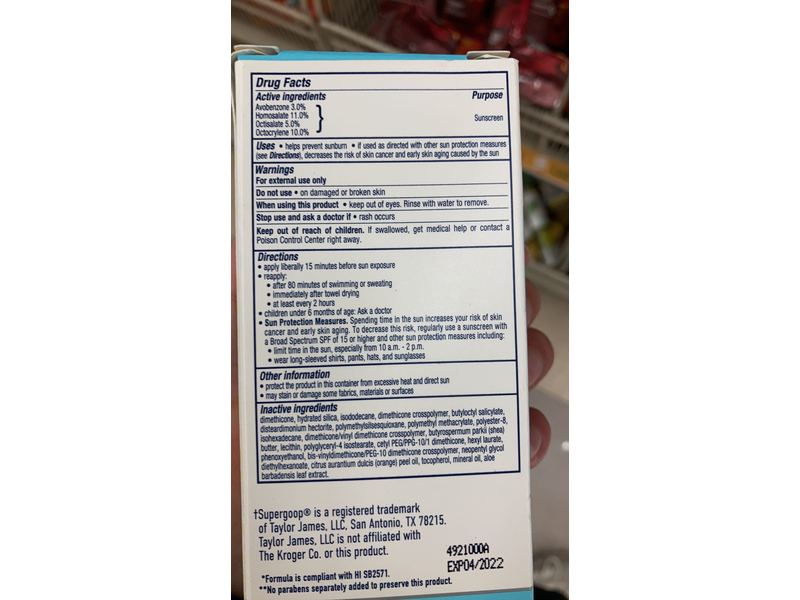 Drug Facts
Active ingredients Purpose
Avobenzone 3.0%
Homosalate 11.0%
Octisalate 5.0%
Octocrylene 10.0%
Sunscreen
Uses • helps prevent sunburn • if used as directed with other sun protection measures
(see Directions), decreases the risk of skin cancer and early skin aging caused by the sun
Warnings
For external use only
Do not use • on damaged or broken skin
When using this product • keep out of eyes. Rinse with water to remove.
Stop use and ask a doctor if • rash occurs
Keep out of reach of children. If swallowed, get medical help or contact a
Poison Control Center right away.
Directions
• apply liberally 15 minutes before sun exposure
• reapply:
• after 80 minutes of swimming or sweating
• immediately after towel drying
• at least every 2 hours
• children under 6 months of age: Ask a doctor
• Sun Protection Measures. Spending time in the sun increases your risk of skin
cancer and early skin aging. To decrease this risk, regularly use a sunscreen with
a Broad Spectrum SPF of 15 or higher and other sun protection measures including:
• limit time in the sun, especially from 10 a.m. - 2 p.m.
• wear long-sleeved shirts, pants, hats, and sunglasses
Other information
• protect the product in this container from excessive heat and direct sun
• may stain or damage some fabrics, materials or surfaces
Inactive ingredients
dimethicone, hydrated silica, isododecane, dimethicone crosspolymer, butyloctyl salicylate,
disteardimonium hectorite, polymethylsilsesquioxane, polymethyl methacrylate, polyester-8,
isohexadecane, dimethicone/vinyl dimethicone crosspolymer, butyrospermum parkii (shea)
butter, lecithin, polyglyceryl-4 isostearate, cetyl PEG/PPG-10/1 dimethicone, hexyl laurate,
phenoxyethanol, bis-vinyldimethicone/PEG-10 dimethicone crosspolymer, neopentyl glycol
diethylhexanoate, citrus aurantium dulcis (orange) peel oil, tocopherol, mineral oil, aloe
barbadensis leaf extract.
†Supergoop® is a registered trademark
of Taylor James, LLC, San Antonio, TX 78215.
Taylor James, LLC is not affiliated with
The Kroger Co. or this product.
4921000A
EXP04/2022
*Formula is compliant with HI SB2571.
**No parabens separately added to preserve this product.